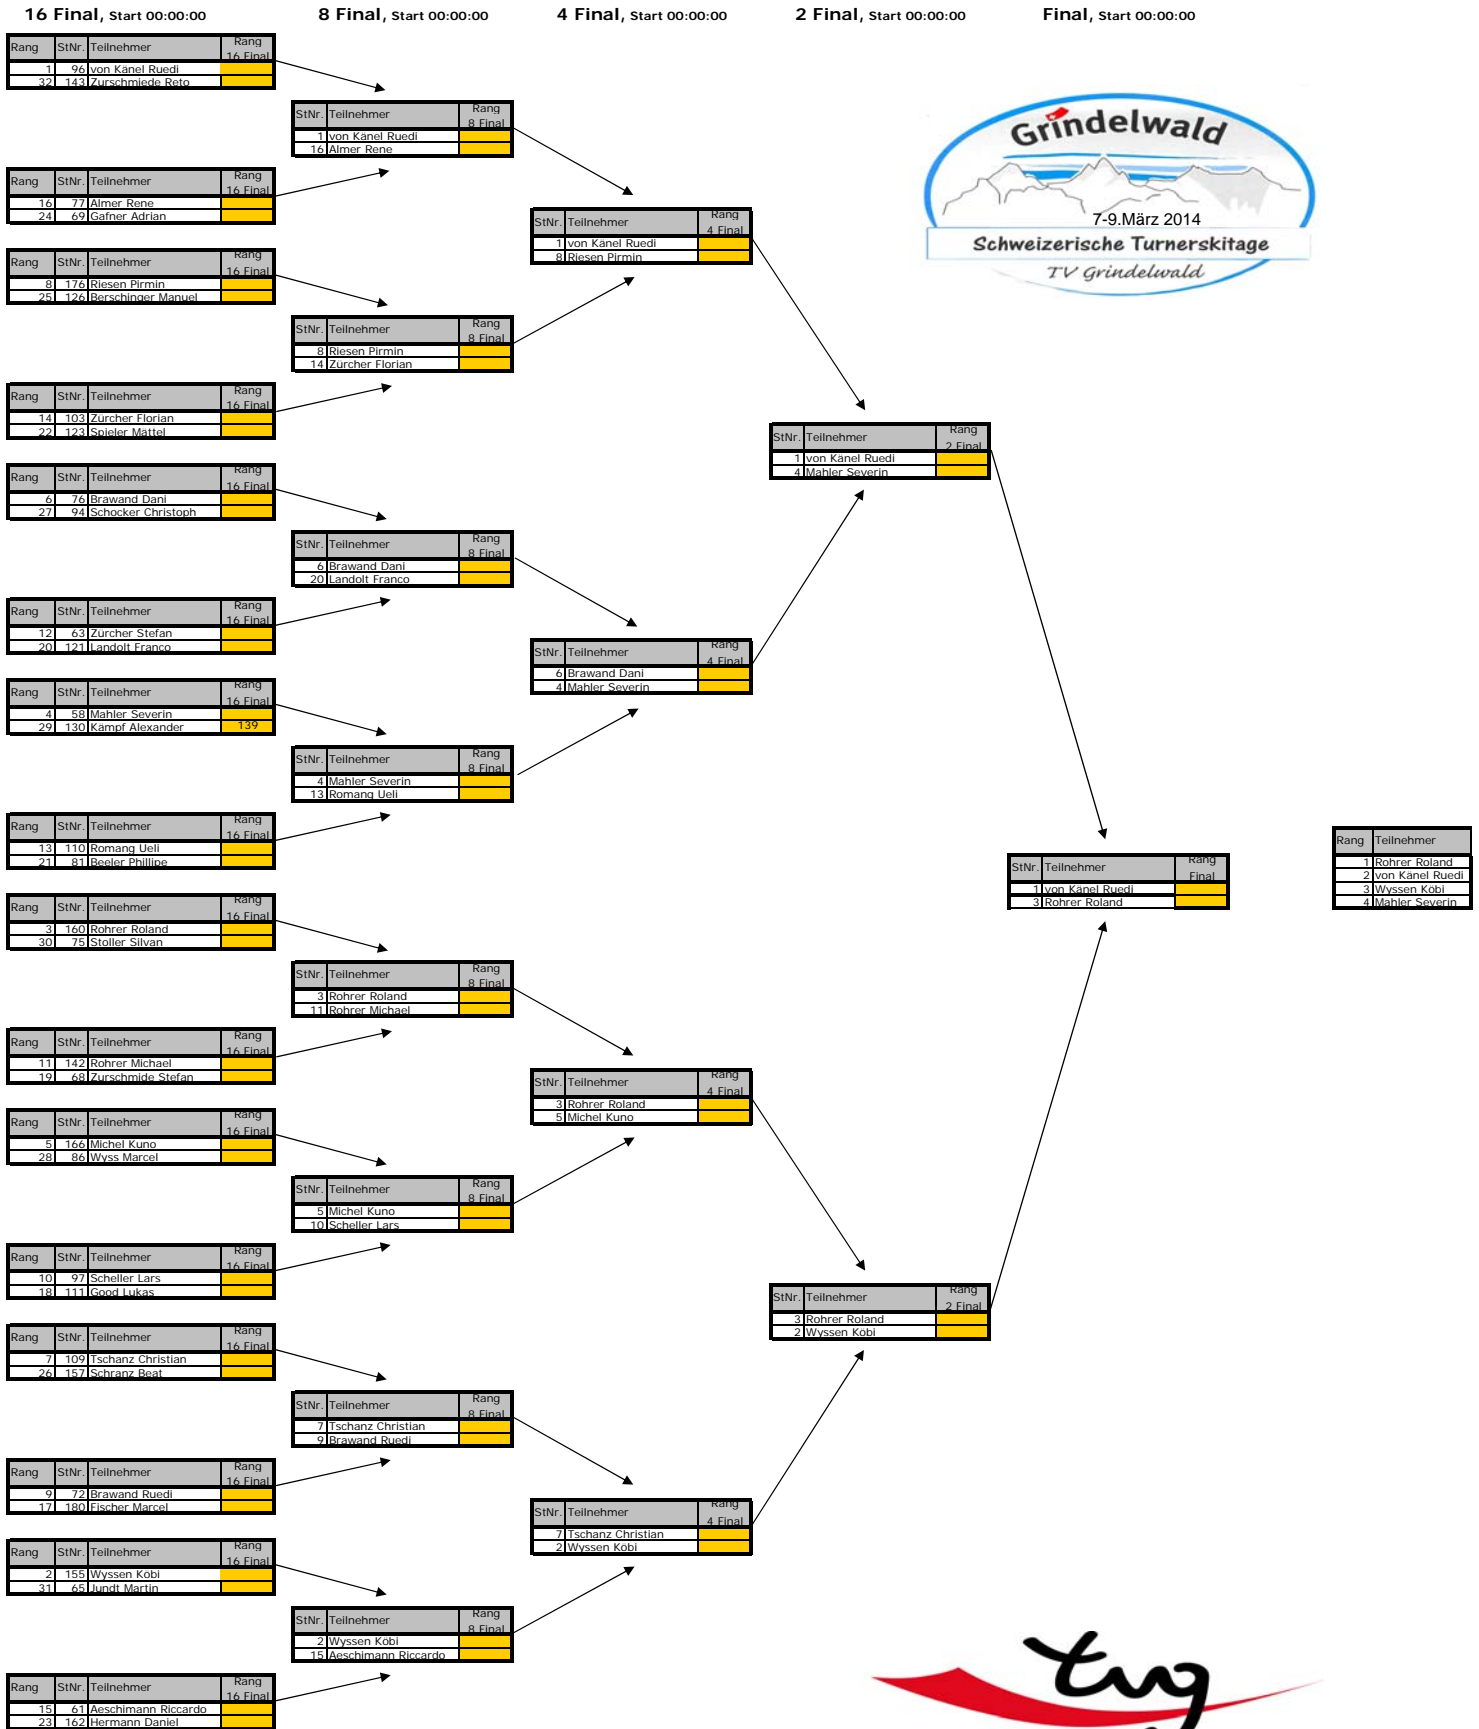 16 Final, Start 00:00:00
8 Final, Start 00:00:00
4 Final, Start 00:00:00
2 Final, Start 00:00:00
Final, Start 00:00:00
Rang StNr. Teilnehmer Rang 16 Final
1 96 von Känel Ruedi
32 143 Zurschmiede Reto
Rang StNr. Teilnehmer Rang 16 Final
16 77 Almer Rene
24 69 Gafner Adrian
Rang StNr. Teilnehmer Rang 16 Final
8 176 Riesen Pirmin
25 126 Berschinger Manuel
Rang StNr. Teilnehmer Rang 16 Final
14 103 Zürcher Florian
22 123 Spieler Mättel
Rang StNr. Teilnehmer Rang 16 Final
6 76 Brawand Dani
27 94 Schocker Christoph
Rang StNr. Teilnehmer Rang 16 Final
12 63 Zürcher Stefan
20 121 Landolt Franco
Rang StNr. Teilnehmer Rang 16 Final
4 58 Mahler Severin
29 130 Kämpf Alexander 139
Rang StNr. Teilnehmer Rang 16 Final
13 110 Romang Ueli
21 81 Beeler Phillipe
Rang StNr. Teilnehmer Rang 16 Final
3 160 Rohrer Roland
30 75 Stoller Silvan
Rang StNr. Teilnehmer Rang 16 Final
11 142 Rohrer Michael
19 68 Zurschmide Stefan
Rang StNr. Teilnehmer Rang 16 Final
5 166 Michel Kuno
28 86 Wyss Marcel
Rang StNr. Teilnehmer Rang 16 Final
10 97 Scheller Lars
18 111 Good Lukas
Rang StNr. Teilnehmer Rang 16 Final
7 109 Tschanz Christian
26 157 Schranz Beat
Rang StNr. Teilnehmer Rang 16 Final
9 72 Brawand Ruedi
17 180 Fischer Marcel
Rang StNr. Teilnehmer Rang 16 Final
2 155 Wyssen Köbi
31 65 Jundt Martin
Rang StNr. Teilnehmer Rang 16 Final
15 61 Aeschimann Riccardo
23 162 Hermann Daniel
StNr. Teilnehmer Rang 8 Final
1 von Känel Ruedi
16 Almer Rene
StNr. Teilnehmer Rang 8 Final
8 Riesen Pirmin
14 Zürcher Florian
StNr. Teilnehmer Rang 8 Final
6 Brawand Dani
20 Landolt Franco
StNr. Teilnehmer Rang 8 Final
4 Mahler Severin
13 Romang Ueli
StNr. Teilnehmer Rang 8 Final
3 Rohrer Roland
11 Rohrer Michael
StNr. Teilnehmer Rang 8 Final
5 Michel Kuno
10 Scheller Lars
StNr. Teilnehmer Rang 8 Final
7 Tschanz Christian
9 Brawand Ruedi
StNr. Teilnehmer Rang 8 Final
2 Wyssen Köbi
15 Aeschimann Riccardo
StNr. Teilnehmer Rang 4 Final
1 von Känel Ruedi
8 Riesen Pirmin
StNr. Teilnehmer Rang 4 Final
6 Brawand Dani
4 Mahler Severin
StNr. Teilnehmer Rang 4 Final
3 Rohrer Roland
5 Michel Kuno
StNr. Teilnehmer Rang 4 Final
7 Tschanz Christian
2 Wyssen Köbi
StNr. Teilnehmer Rang 2 Final
1 von Känel Ruedi
4 Mahler Severin
StNr. Teilnehmer Rang 2 Final
3 Rohrer Roland
2 Wyssen Köbi
StNr. Teilnehmer Rang Final
1 von Känel Ruedi
3 Rohrer Roland
Rang Teilnehmer
1 Rohrer Roland
2 von Känel Ruedi
3 Wyssen Köbi
4 Mahler Severin
Grindelwald
7-9.März 2014
Schweizerische Turnerskitage
TV Grindelwald
tvg